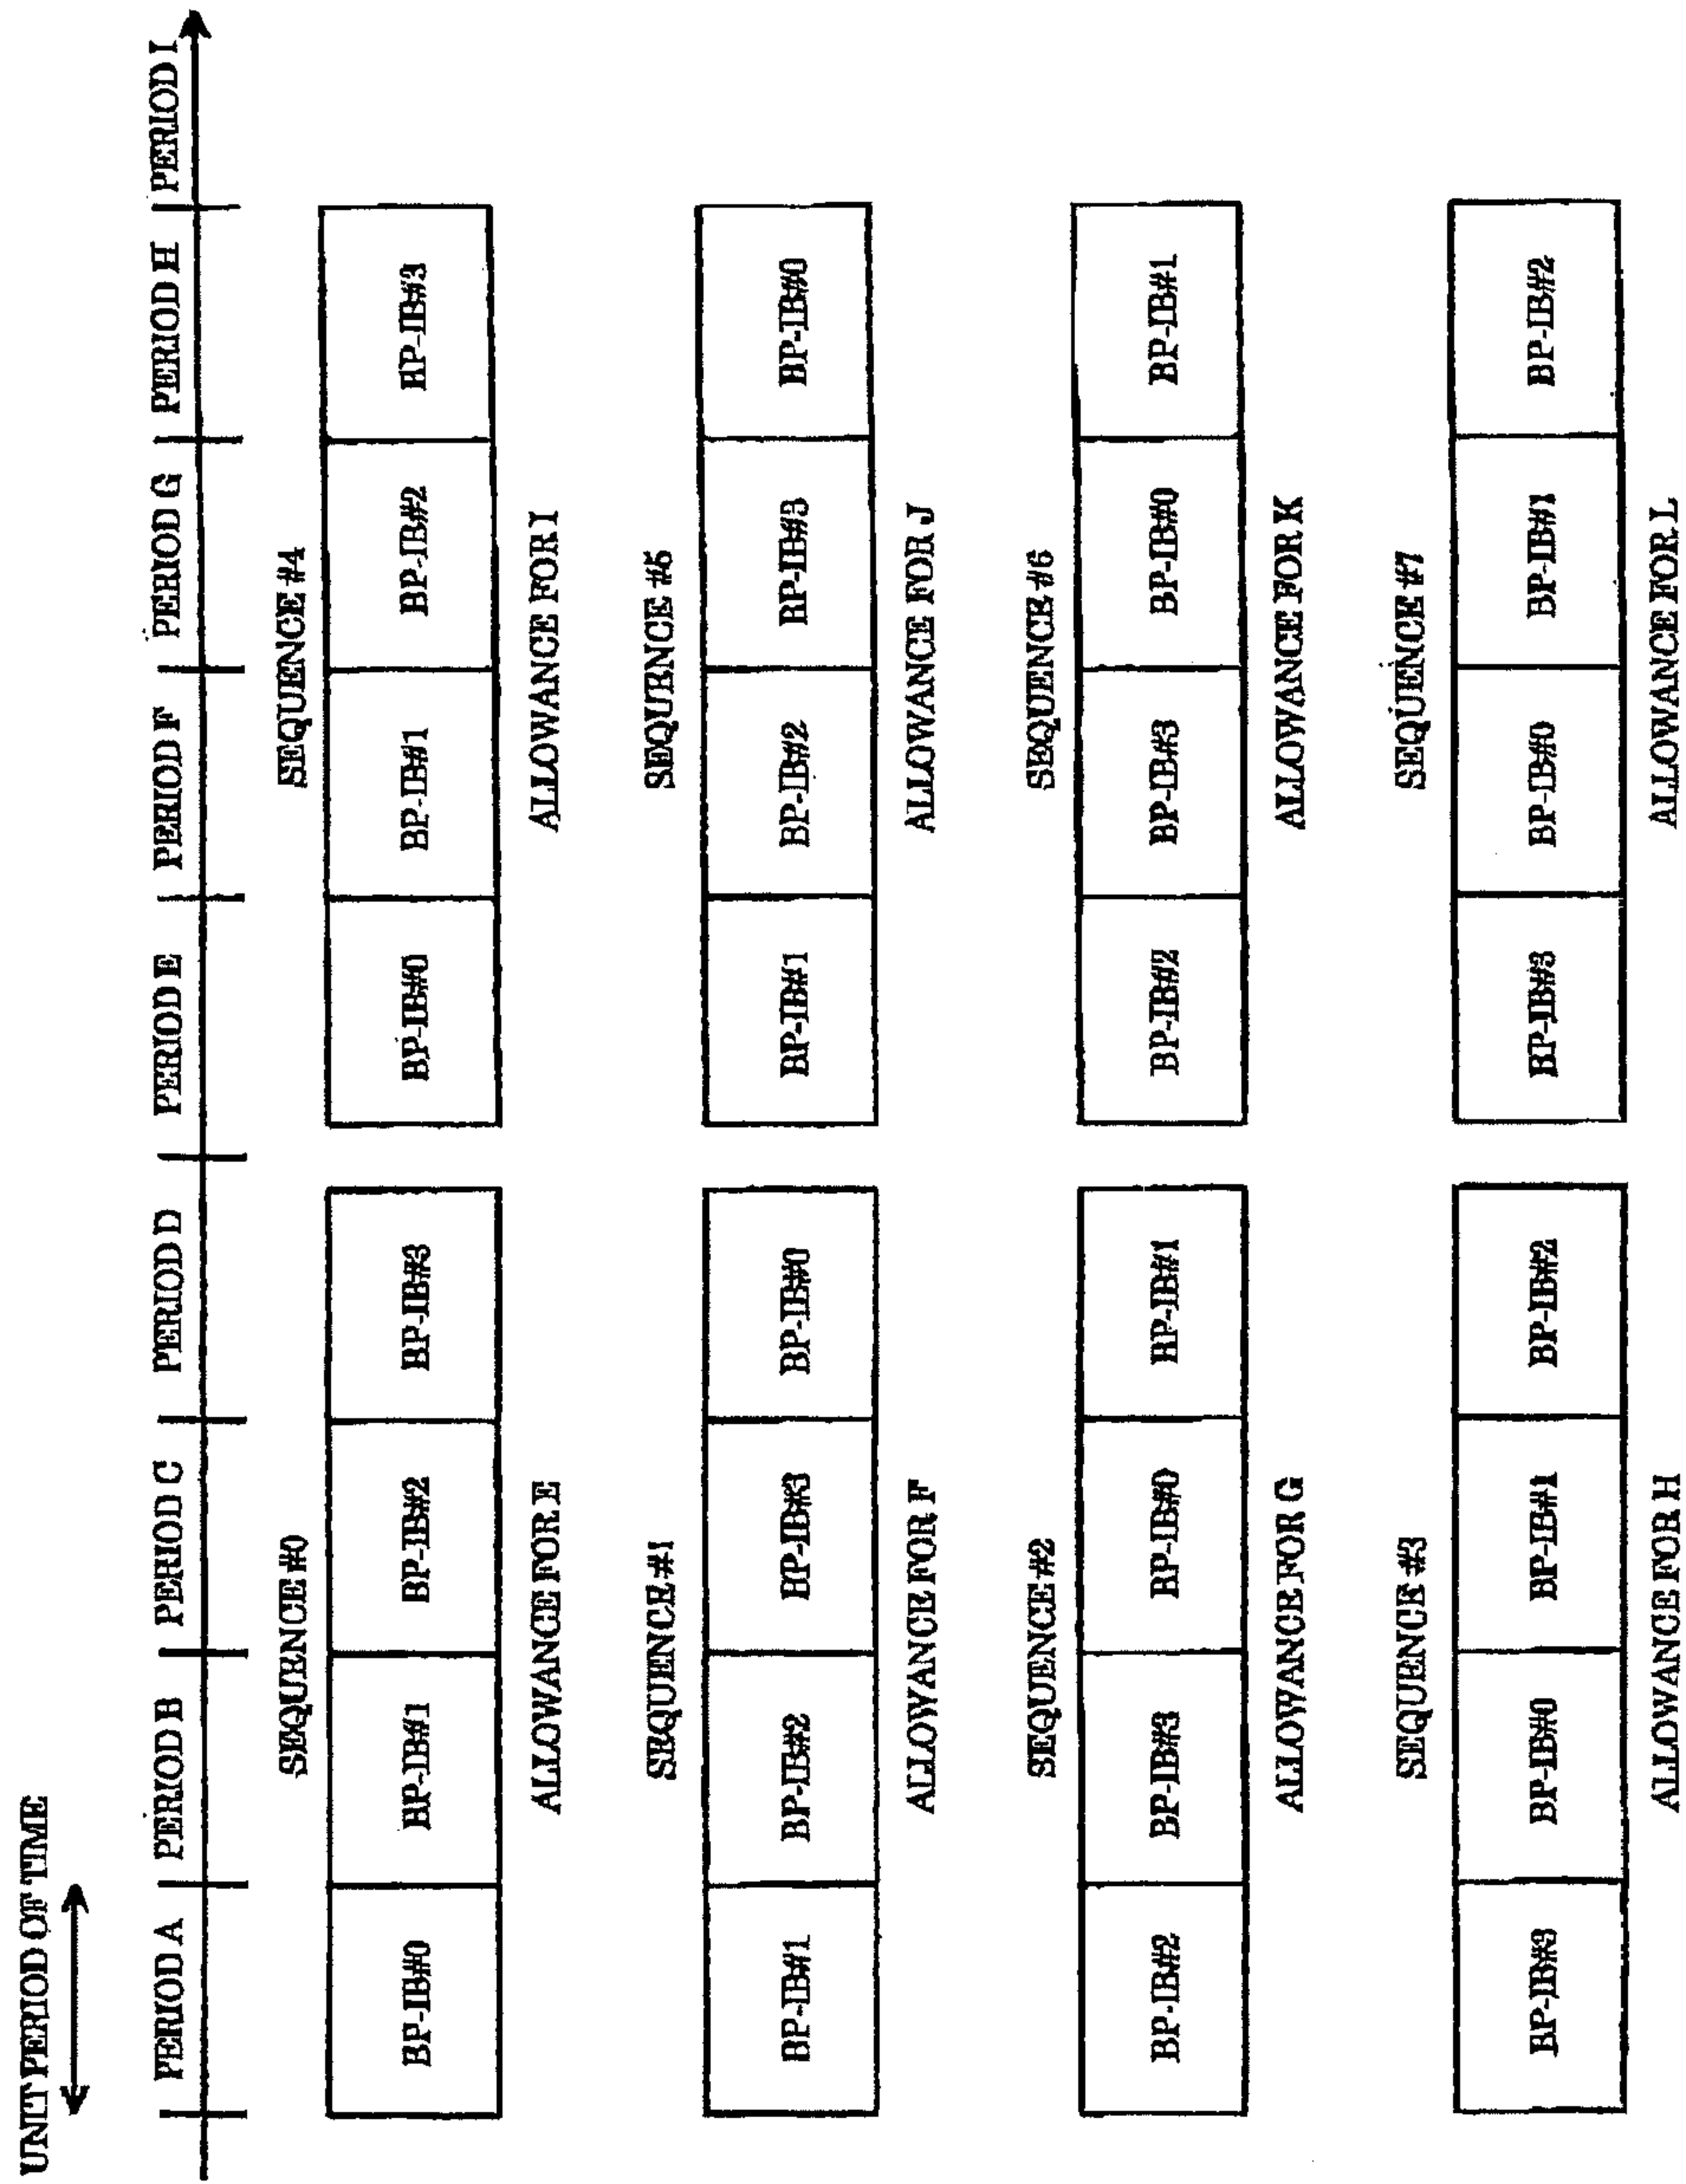 UNIT PERIOD OF TIME
PERIOD A PERIOD B PERIOD C PERIOD D PERIOD E PERIOD F PERIOD G PERIOD H PERIOD I
SEQUENCE #0 SEQUENCE #4
BP-IB#0 BP-IB#1 BP-IB#2 BP-IB#3 BP-IB#0 BP-IB#1 BP-IB#2 BP-IB#3
ALLOWANCE FOR E ALLOWANCE FOR I
SEQUENCE #1 SEQUENCE #5
BP-IB#1 BP-IB#2 BP-IB#3 BP-IB#0 BP-IB#1 BP-IB#2 BP-IB#3 BP-IB#0
ALLOWANCE FOR F ALLOWANCE FOR J
SEQUENCE #2 SEQUENCE #6
BP-IB#2 BP-IB#3 BP-IB#0 BP-IB#1 BP-IB#2 BP-IB#3 BP-IB#0 BP-IB#1
ALLOWANCE FOR G ALLOWANCE FOR K
SEQUENCE #3 SEQUENCE #7
BP-IB#3 BP-IB#0 BP-IB#1 BP-IB#2 BP-IB#3 BP-IB#0 BP-IB#1 BP-IB#2
ALLOWANCE FOR H ALLOWANCE FOR L